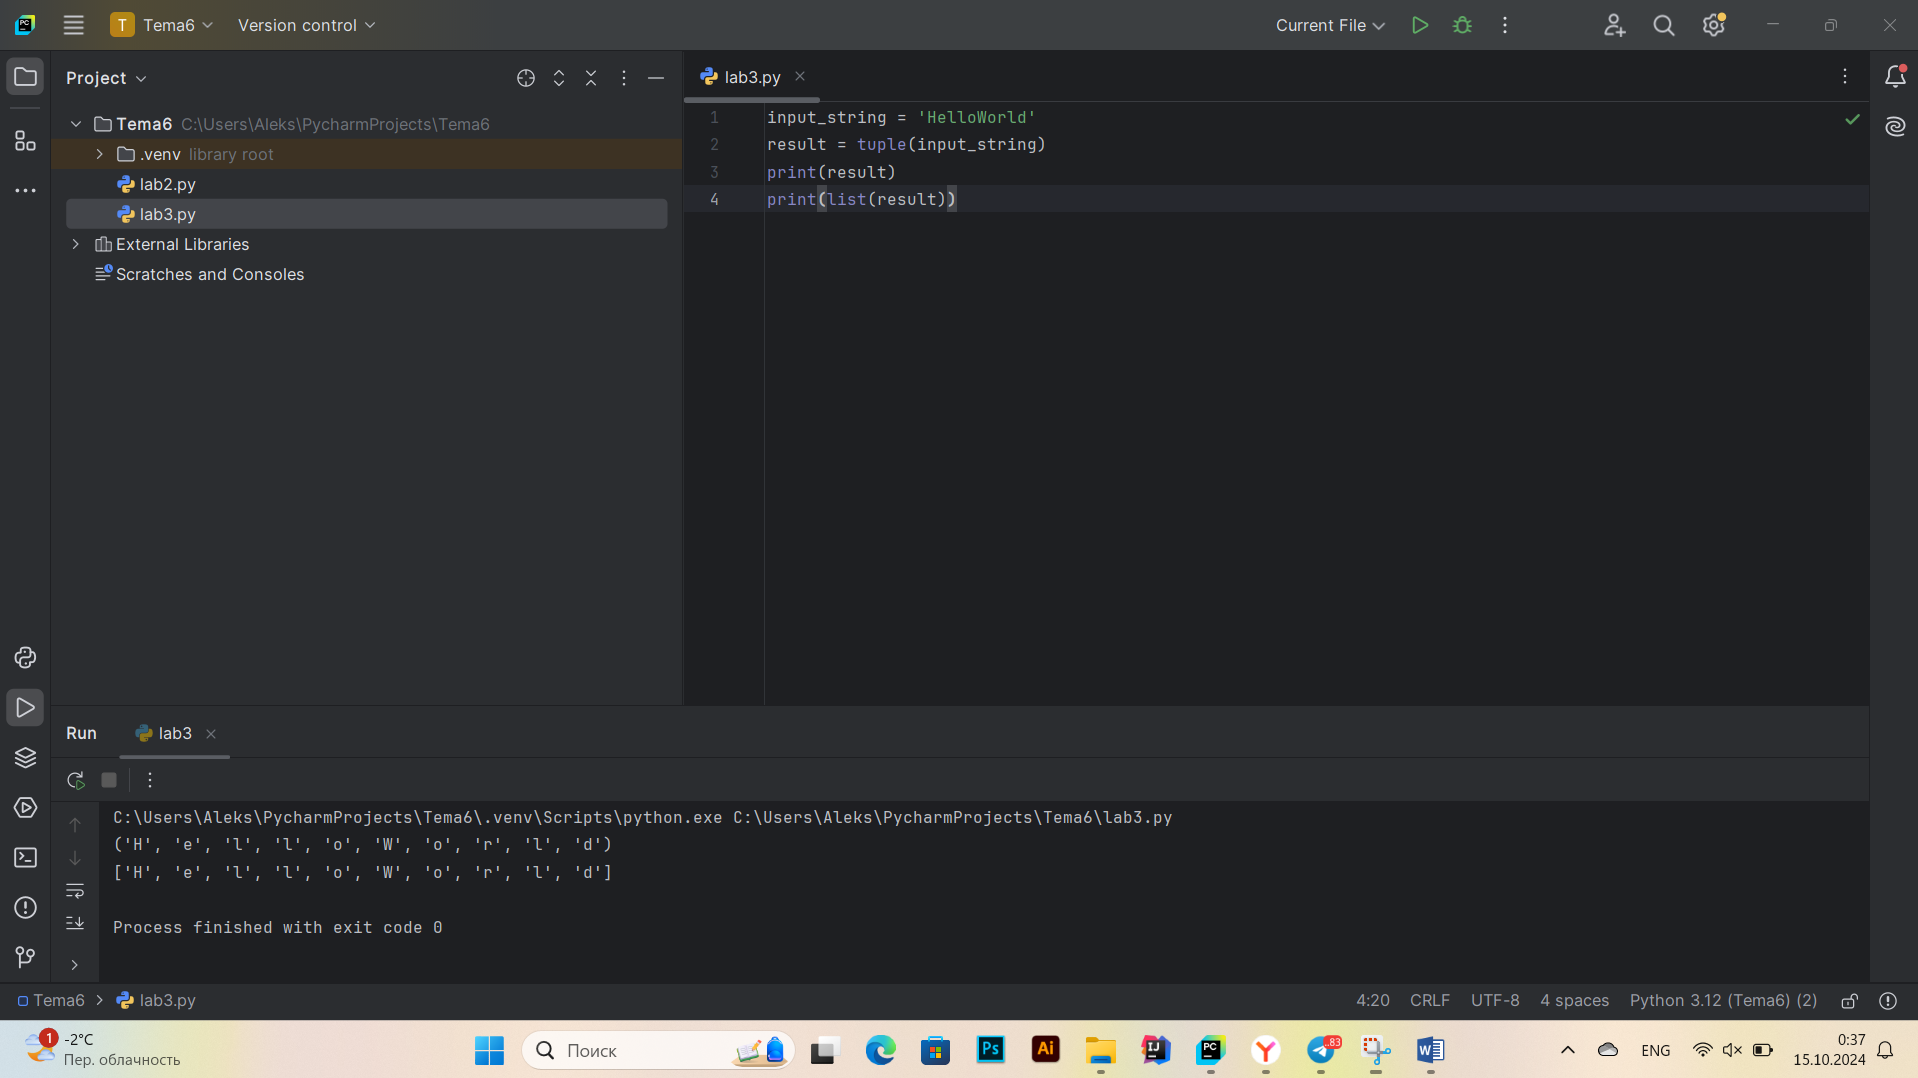 T Tema6 Version control Current File
Project
Tema6 C:\Users\Aleks\PycharmProjects\Tema6
.venv library root
lab2.py
lab3.py
External Libraries
Scratches and Consoles
lab3.py
1 input_string = 'HelloWorld'
2 result = tuple(input_string)
3 print(result)
4 print(list(result))
Run lab3
C:\Users\Aleks\PycharmProjects\Tema6\.venv\Scripts\python.exe C:\Users\Aleks\PycharmProjects\Tema6\lab3.py
('H', 'e', 'l', 'l', 'o', 'W', 'o', 'r', 'l', 'd')
['H', 'e', 'l', 'l', 'o', 'W', 'o', 'r', 'l', 'd']
Process finished with exit code 0
Tema6 lab3.py 4:20 CRLF UTF-8 4 spaces Python 3.12 (Tema6) (2)
1 -2°C
Пер. облачность
Поиск
Ps
Ai
IJ
PC
83
W
ENG
0:37
15.10.2024